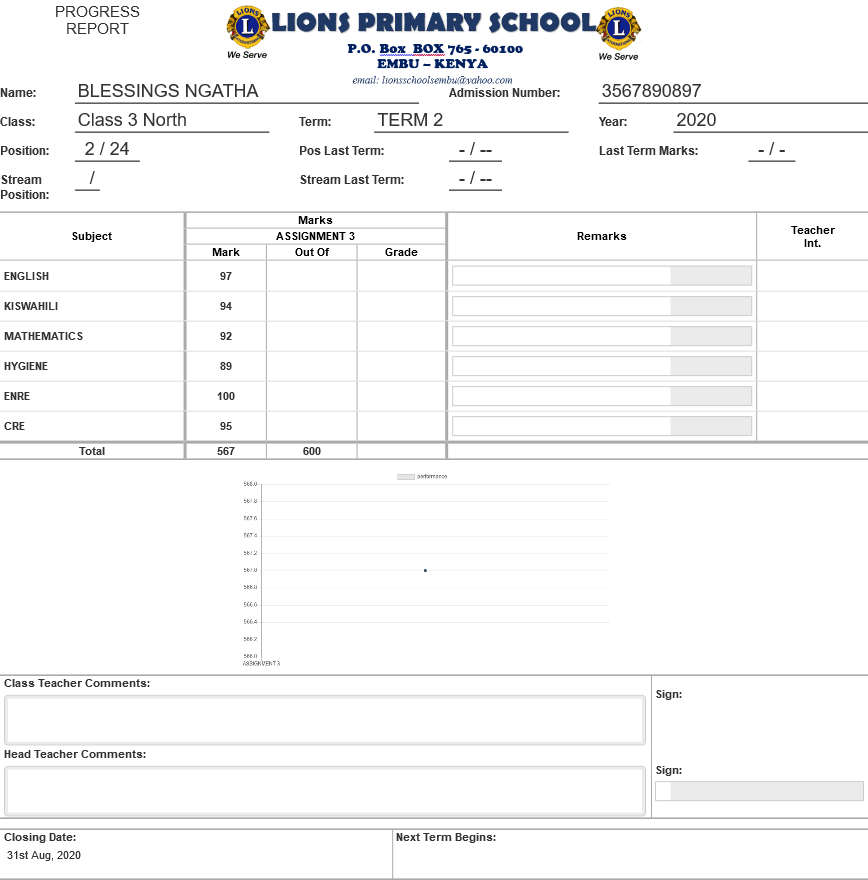 PROGRESS
REPORT
LIONS
L
INTERNATIONAL
We Serve
LIONS PRIMARY SCHOOL
P.O. Box BOX 765 - 60100
EMBU – KENYA
email: lionsschoolsembu@yahoo.com
LIONS
L
INTERNATIONAL
We Serve
Name: BLESSINGS NGATHA Admission Number: 3567890897
Class: Class 3 North Term: TERM 2 Year: 2020
Position: 2 / 24 Pos Last Term: - / -- Last Term Marks: - / -
Stream Position: / Stream Last Term: - / --
Subject Marks Remarks Teacher Int.
ASSIGNMENT 3
Mark Out Of Grade
ENGLISH 97
KISWAHILI 94
MATHEMATICS 92
HYGIENE 89
ENRE 100
CRE 95
Total 567 600
performance
568.0
567.8
567.6
567.4
567.2
567.0
566.8
566.6
566.4
566.2
566.0
ASSIGNMENT 3
Class Teacher Comments:
Sign:
Head Teacher Comments:
Sign:
Closing Date: Next Term Begins:
31st Aug, 2020